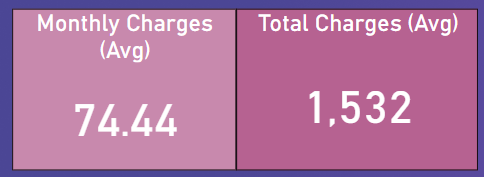 Monthly Charges
(Avg)
74.44
Total Charges (Avg)
1,532